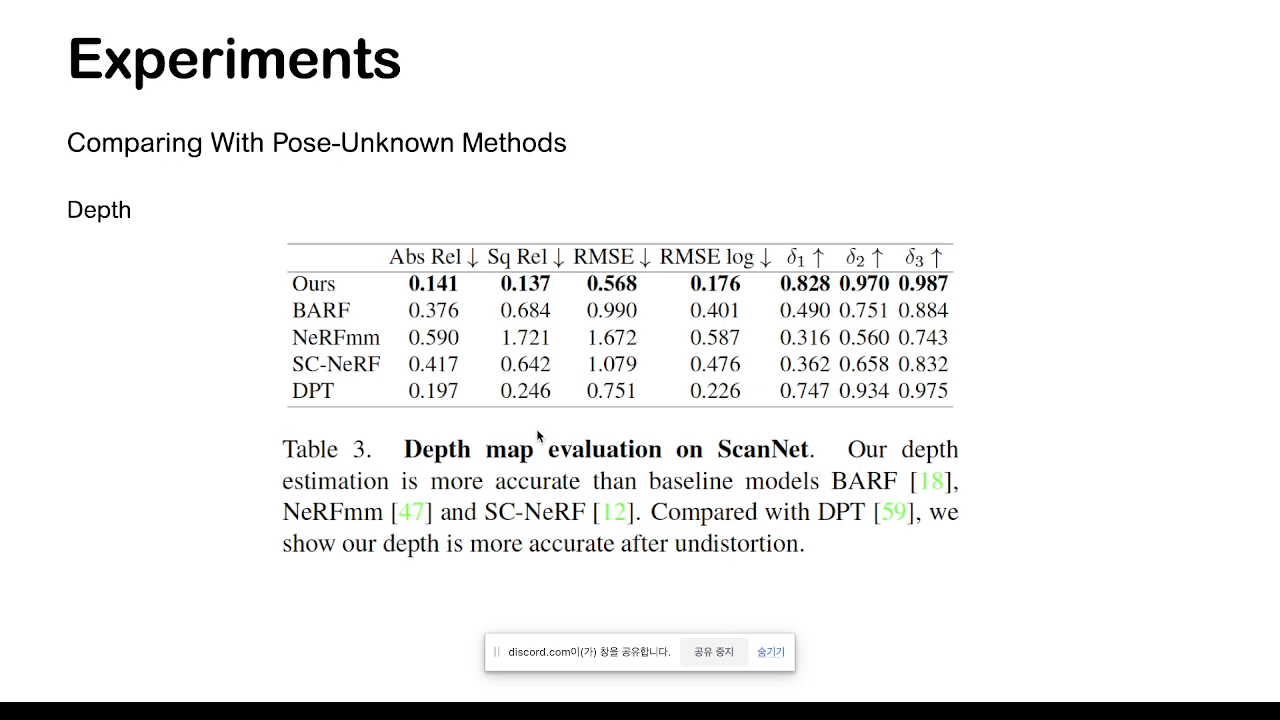 Experiments
Comparing With Pose-Unknown Methods
Depth
Abs Rel ↓ Sq Rel ↓ RMSE ↓ RMSE log ↓ δ1 ↑ δ2 ↑ δ3 ↑
Ours 0.141 0.137 0.568 0.176 0.828 0.970 0.987
BARF 0.376 0.684 0.990 0.401 0.490 0.751 0.884
NeRFmm 0.590 1.721 1.672 0.587 0.316 0.560 0.743
SC-NeRF 0.417 0.642 1.079 0.476 0.362 0.658 0.832
DPT 0.197 0.246 0.751 0.226 0.747 0.934 0.975
Table 3. Depth map evaluation on ScanNet. Our depth
estimation is more accurate than baseline models BARF [18],
NeRFmm [47] and SC-NeRF [12]. Compared with DPT [59], we
show our depth is more accurate after undistortion.
discord.com이(가) 창을 공유합니다. 공유 중지 숨기기